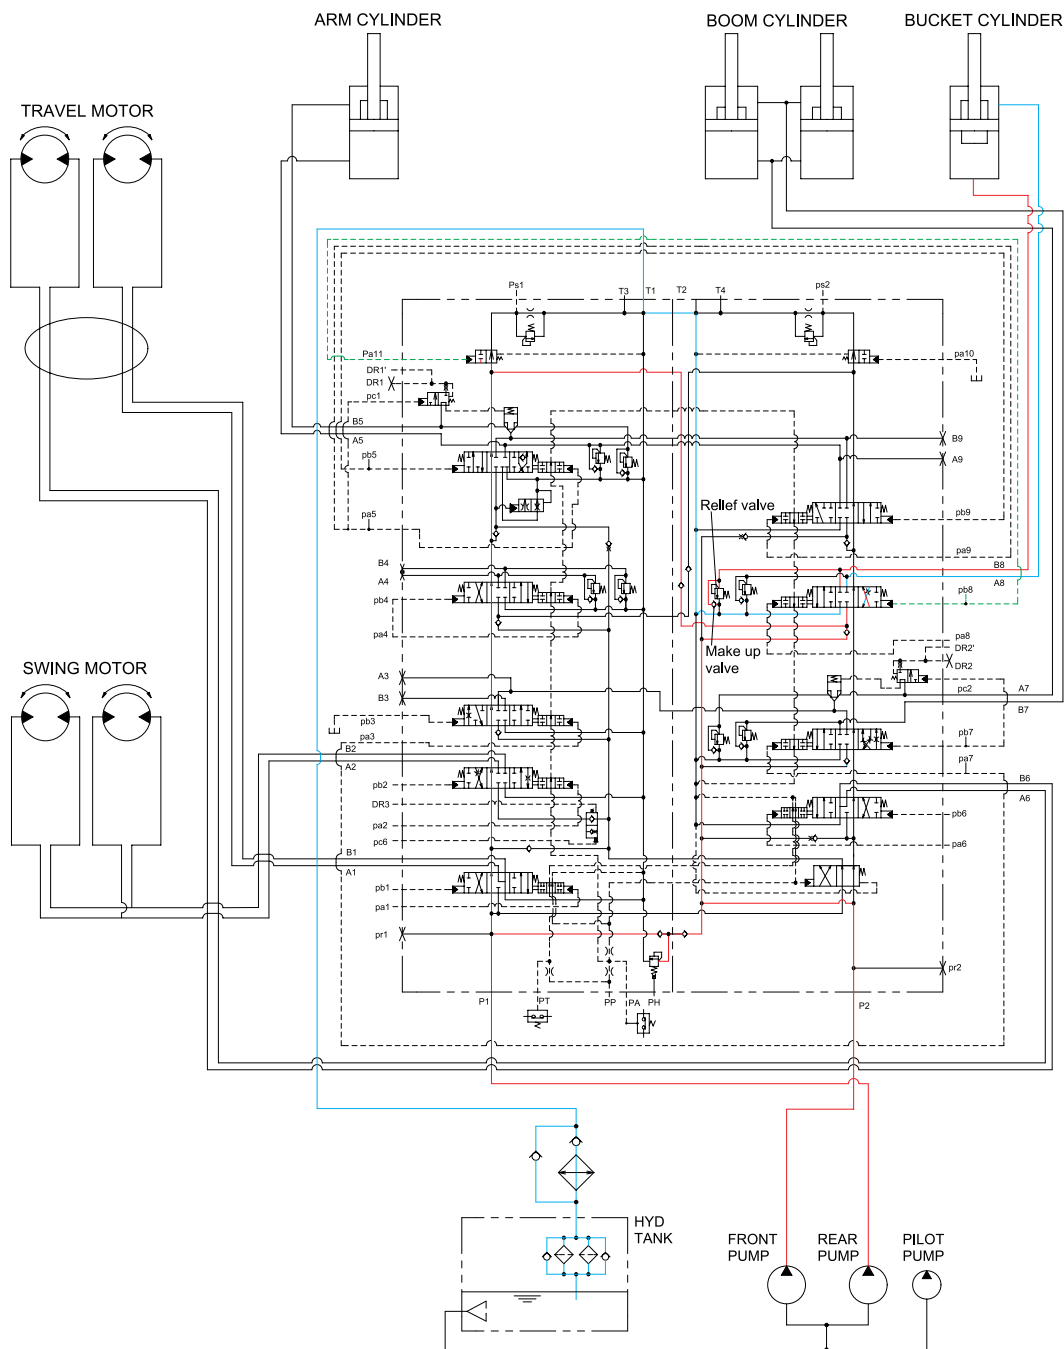 ARM CYLINDER
BOOM CYLINDER
BUCKET CYLINDER
TRAVEL MOTOR
Ps1
T3
T1
T2
T4
ps2
Pa11
pa10
DR1'
DR1
pc1
B5
A5
B9
A9
pb5
Rellef valve
pb9
pa5
pa9
B4
A4
B8
A8
pb4
pb8
pa4
Make up
valve
pa8
DR2'
DR2
SWING MOTOR
A3
B3
pc2
A7
B7
pb3
pa3
pb7
pa7
B2
A2
pb2
B6
A6
DR3
pa2
pb6
pc6
pa6
B1
A1
pb1
pa1
pr1
pr2
P1
PT
PP
PA
PH
P2
HYD
TANK
FRONT
PUMP
REAR
PUMP
PILOT
PUMP